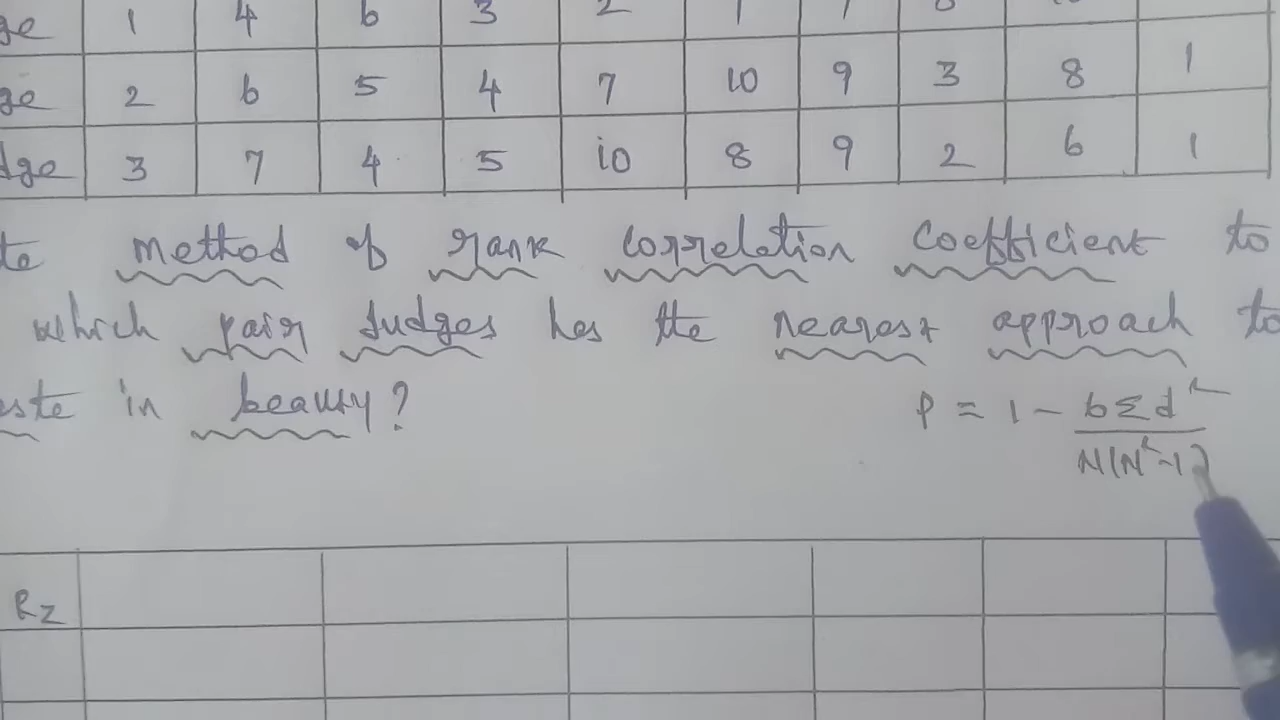 ge 1 4 6 3 2 1
ge 2 6 5 4 7 10 9 3 8 1
dge 3 7 4 5 10 8 9 2 6 1
te method of rank correlation coefficient to
which pair Judges has the nearest approach to
ste in beauty?
P = 1 - 6Σd²/N(N²-1)
Rz